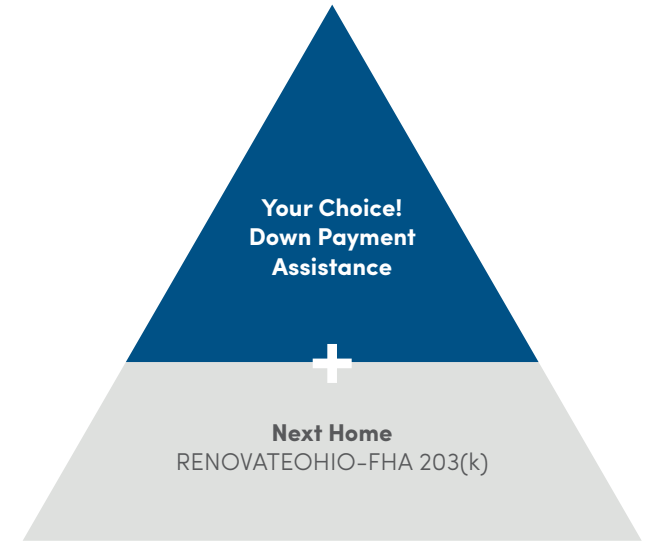 Your Choice!
Down Payment
Assistance
+
Next Home
RENOVATEOHIO-FHA 203(k)